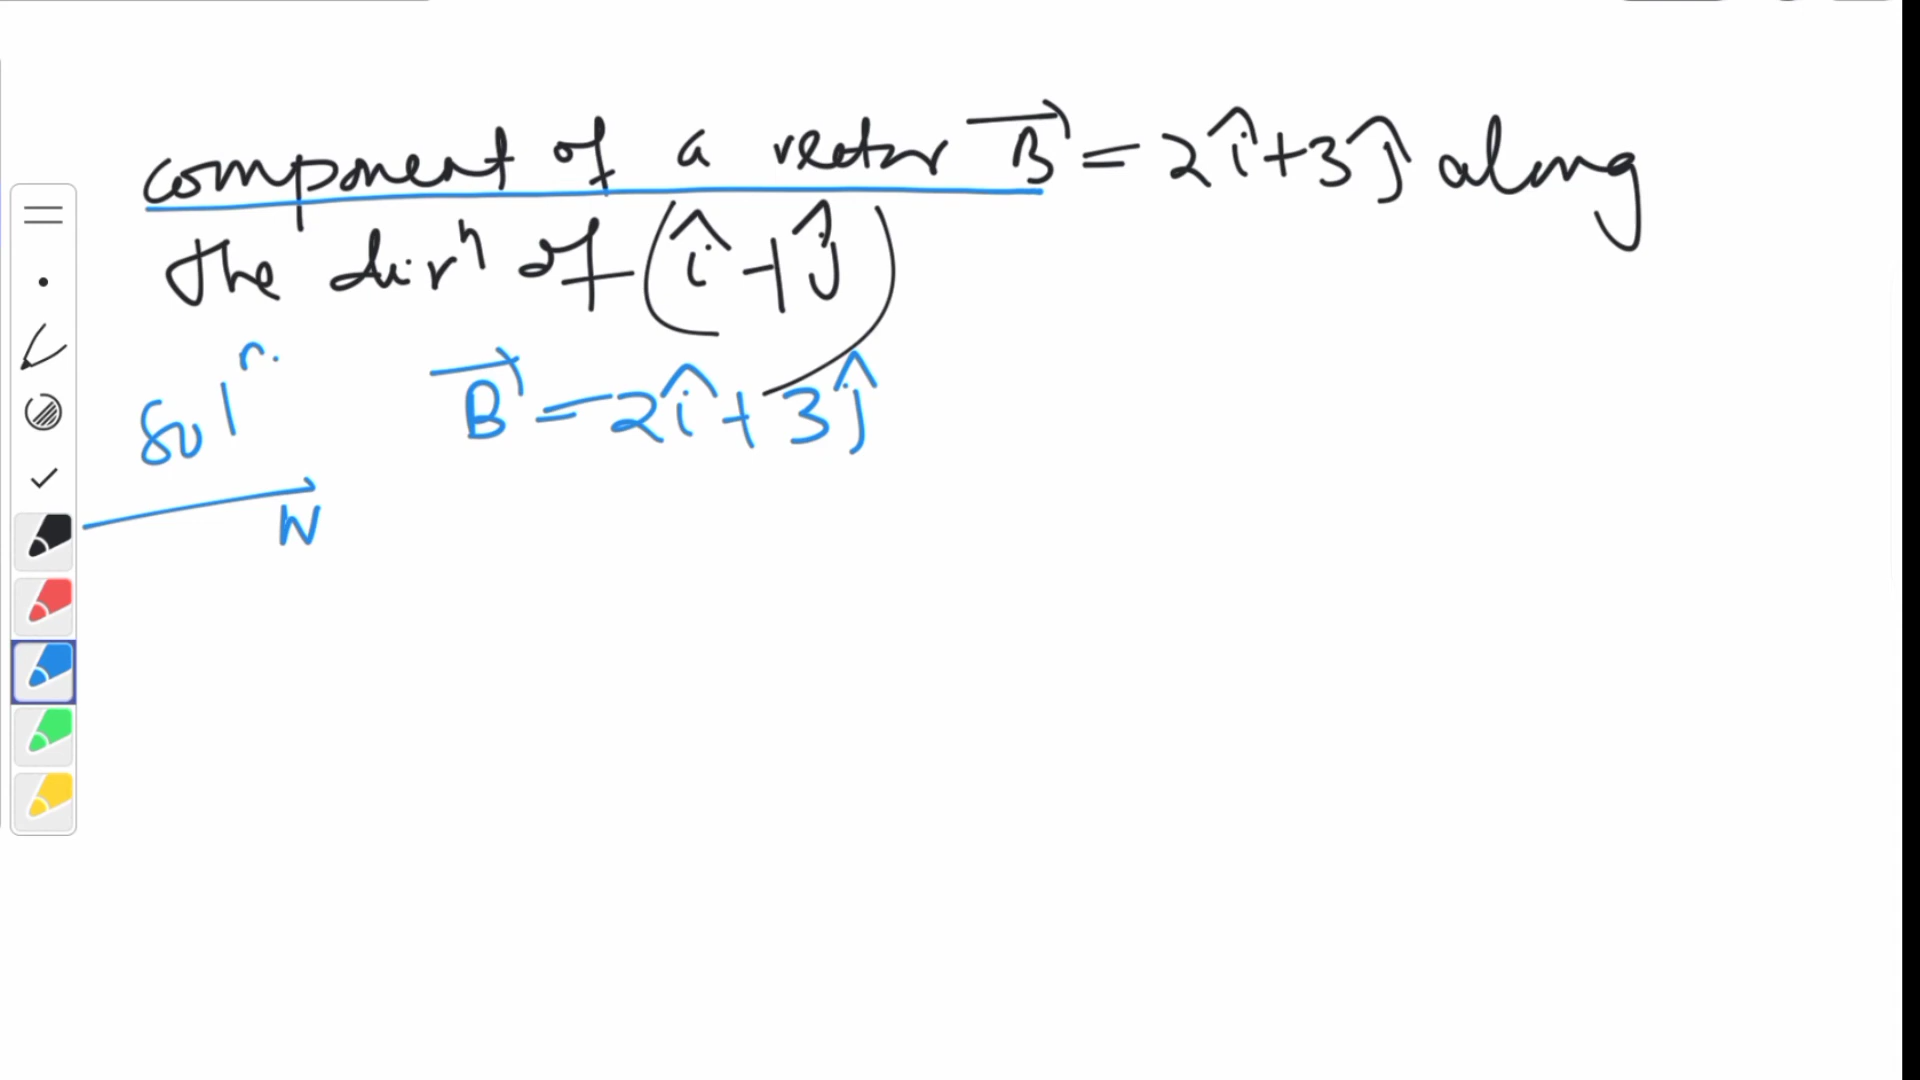 component of a vector B⃗ = 2î+3ĵ along
the dirⁿ of (î+ĵ)
solⁿ. B⃗ = 2î+3ĵ
W